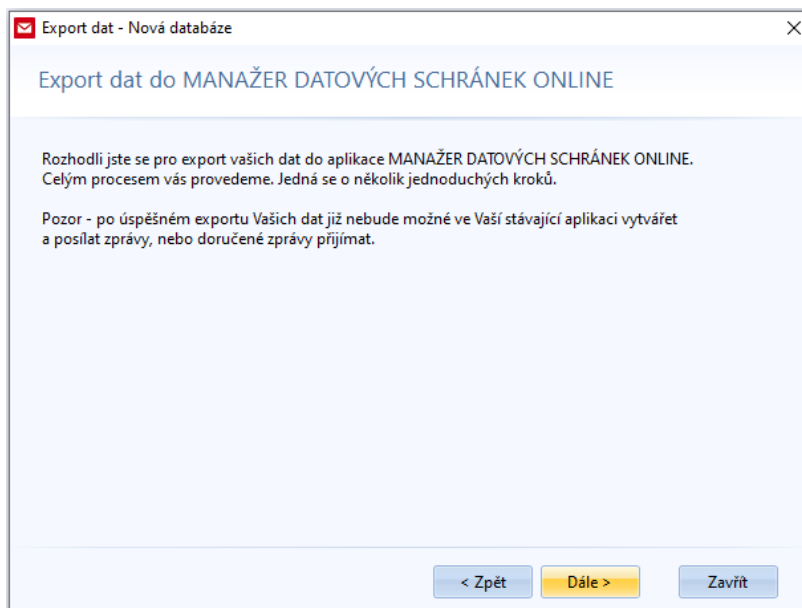 Export dat - Nová databáze
Export dat do MANAŽER DATOVÝCH SCHRÁNEK ONLINE
Rozhodli jste se pro export vašich dat do aplikace MANAŽER DATOVÝCH SCHRÁNEK ONLINE.
Celým procesem vás provedeme. Jedná se o několik jednoduchých kroků.
Pozor - po úspěšném exportu Vašich dat již nebude možné ve Vaší stávající aplikaci vytvářet
a posílat zprávy, nebo doručené zprávy přijímat.
< Zpět
Dále >
Zavřít